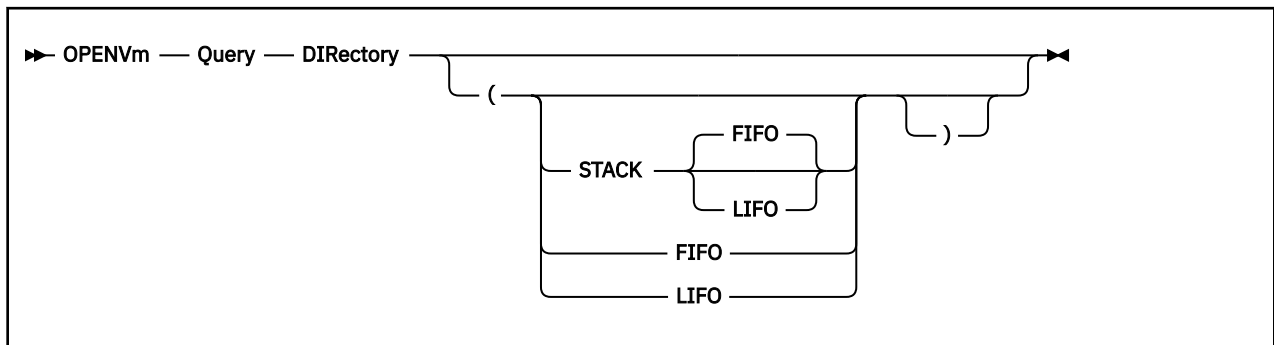 OPENVm Query DIRectory
(
FIFO )
STACK
LIFO
FIFO
LIFO